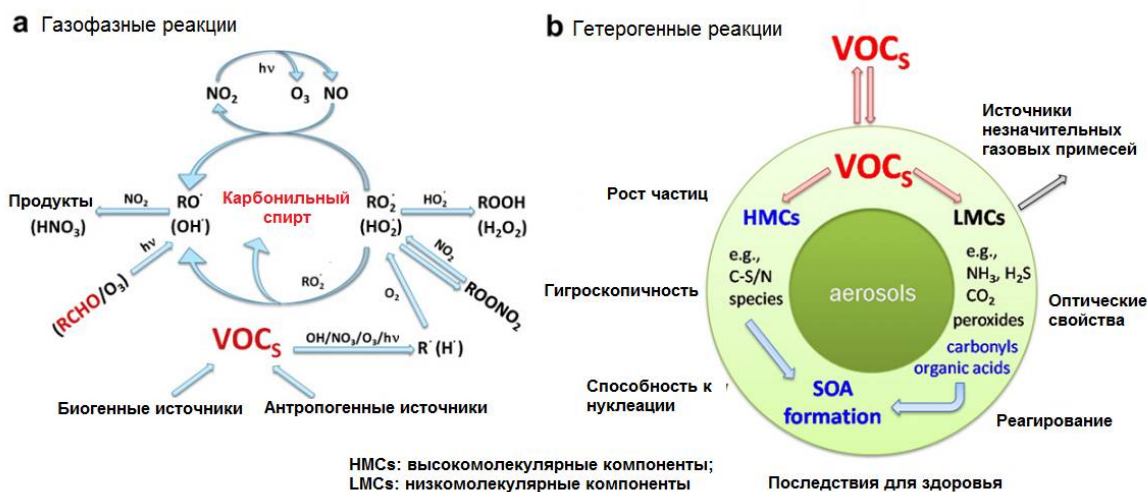 a Газофазные реакции
hν
NO₂
O₃
NO
Продукты
(HNO₃)
NO₂
RO˙
(OH˙)
Карбонильный
спирт
RO₂˙
(HO₂˙)
HO₂˙
ROOH
(H₂O₂)
hν
(RCHO/O₃)
RO₂˙
O₂
NO₂
ROONO₂
VOCS
OH/NO₃/O₃/hν
R˙(H˙)
Биогенные источники
Антропогенные источники
b Гетерогенные реакции
VOCS
Источники
незначительных
газовых примесей
VOCS
Рост частиц
HMCs
LMCs
e.g.,
C-S/N
species
e.g.,
NH₃, H₂S
CO₂
peroxides
carbonyls
organic acids
Гигроскопичность
aerosols
Оптические
свойства
Способность к
нуклеации
SOA
formation
Реагирование
HMCs: высокомолекулярные компоненты;
LMCs: низкомолекулярные компоненты
Последствия для здоровья